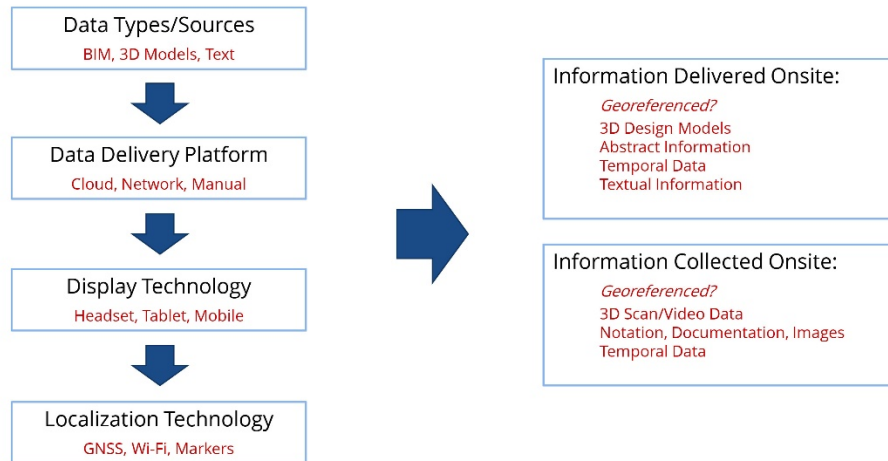 Data Types/Sources
BIM, 3D Models, Text
Data Delivery Platform
Cloud, Network, Manual
Display Technology
Headset, Tablet, Mobile
Localization Technology
GNSS, Wi-Fi, Markers
Information Delivered Onsite:
Georeferenced?
3D Design Models
Abstract Information
Temporal Data
Textual Information
Information Collected Onsite:
Georeferenced?
3D Scan/Video Data
Notation, Documentation, Images
Temporal Data